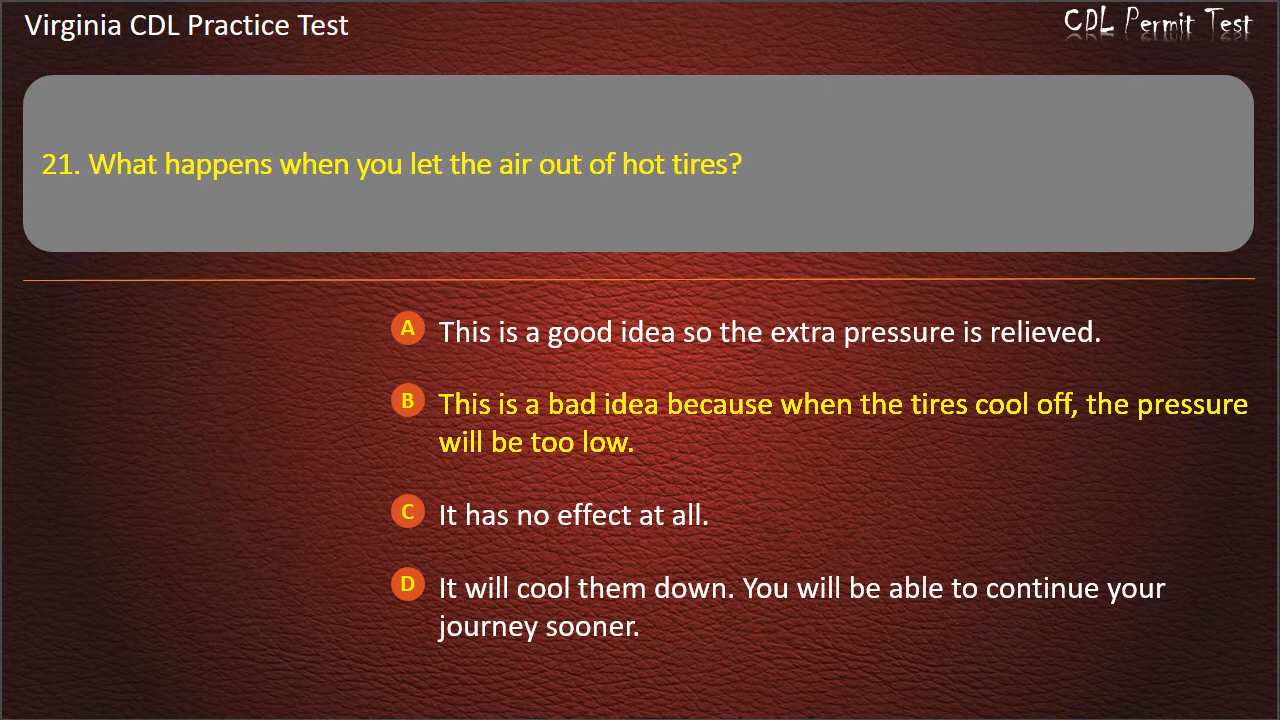 Virginia CDL Practice Test
CDL Permit Test
21. What happens when you let the air out of hot tires?
A This is a good idea so the extra pressure is relieved.
B This is a bad idea because when the tires cool off, the pressure
will be too low.
C It has no effect at all.
D It will cool them down. You will be able to continue your
journey sooner.